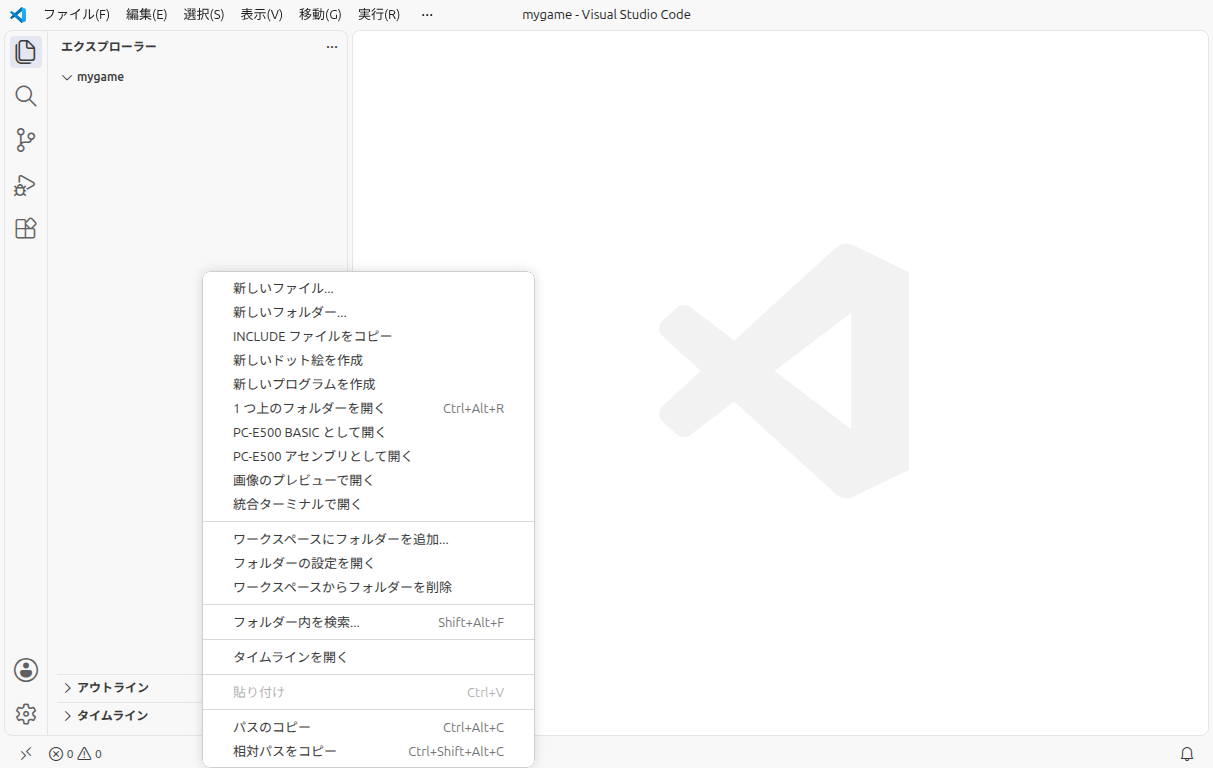 ファイル(F) 編集(E) 選択(S) 表示(V) 移動(G) 実行(R) ... mygame - Visual Studio Code
エクスプローラー ...
mygame
新しいファイル...
新しいフォルダー...
INCLUDE ファイルをコピー
新しいドット絵を作成
新しいプログラムを作成
1 つ上のフォルダーを開く Ctrl+Alt+R
PC-E500 BASIC として開く
PC-E500 アセンブリとして開く
画像のプレビューで開く
統合ターミナルで開く
ワークスペースにフォルダーを追加...
フォルダーの設定を開く
ワークスペースからフォルダーを削除
フォルダー内を検索... Shift+Alt+F
タイムラインを開く
貼り付け Ctrl+V
パスのコピー Ctrl+Alt+C
相対パスをコピー Ctrl+Shift+Alt+C
アウトライン
タイムライン
0 0